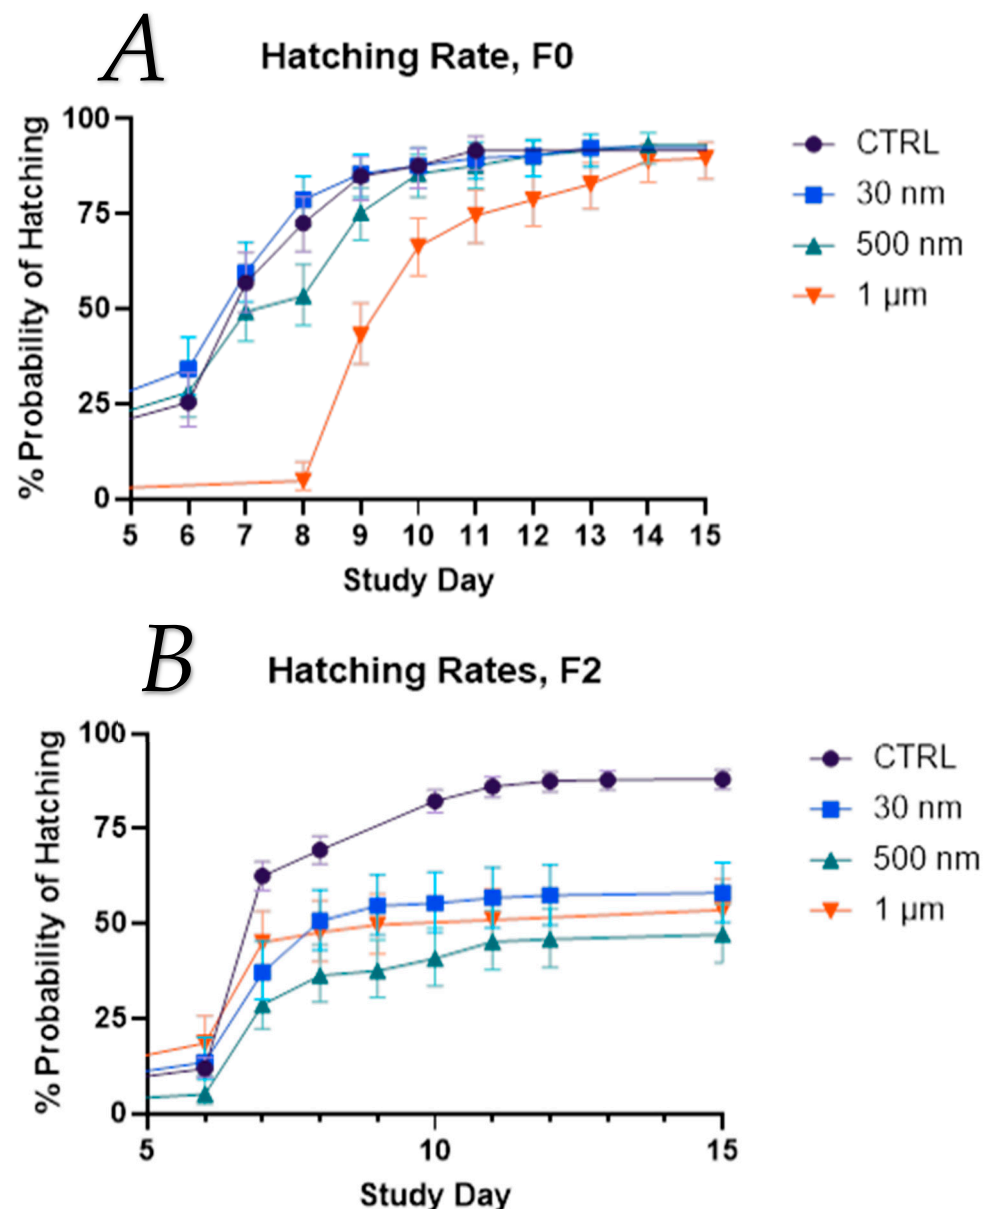 A
Hatching Rate, F0
% Probability of Hatching
100
75
50
25
0
5 6 7 8 9 10 11 12 13 14 15
Study Day
CTRL
30 nm
500 nm
1 µm
B
Hatching Rates, F2
% Probability of Hatching
100
75
50
25
0
5 10 15
Study Day
CTRL
30 nm
500 nm
1 µm